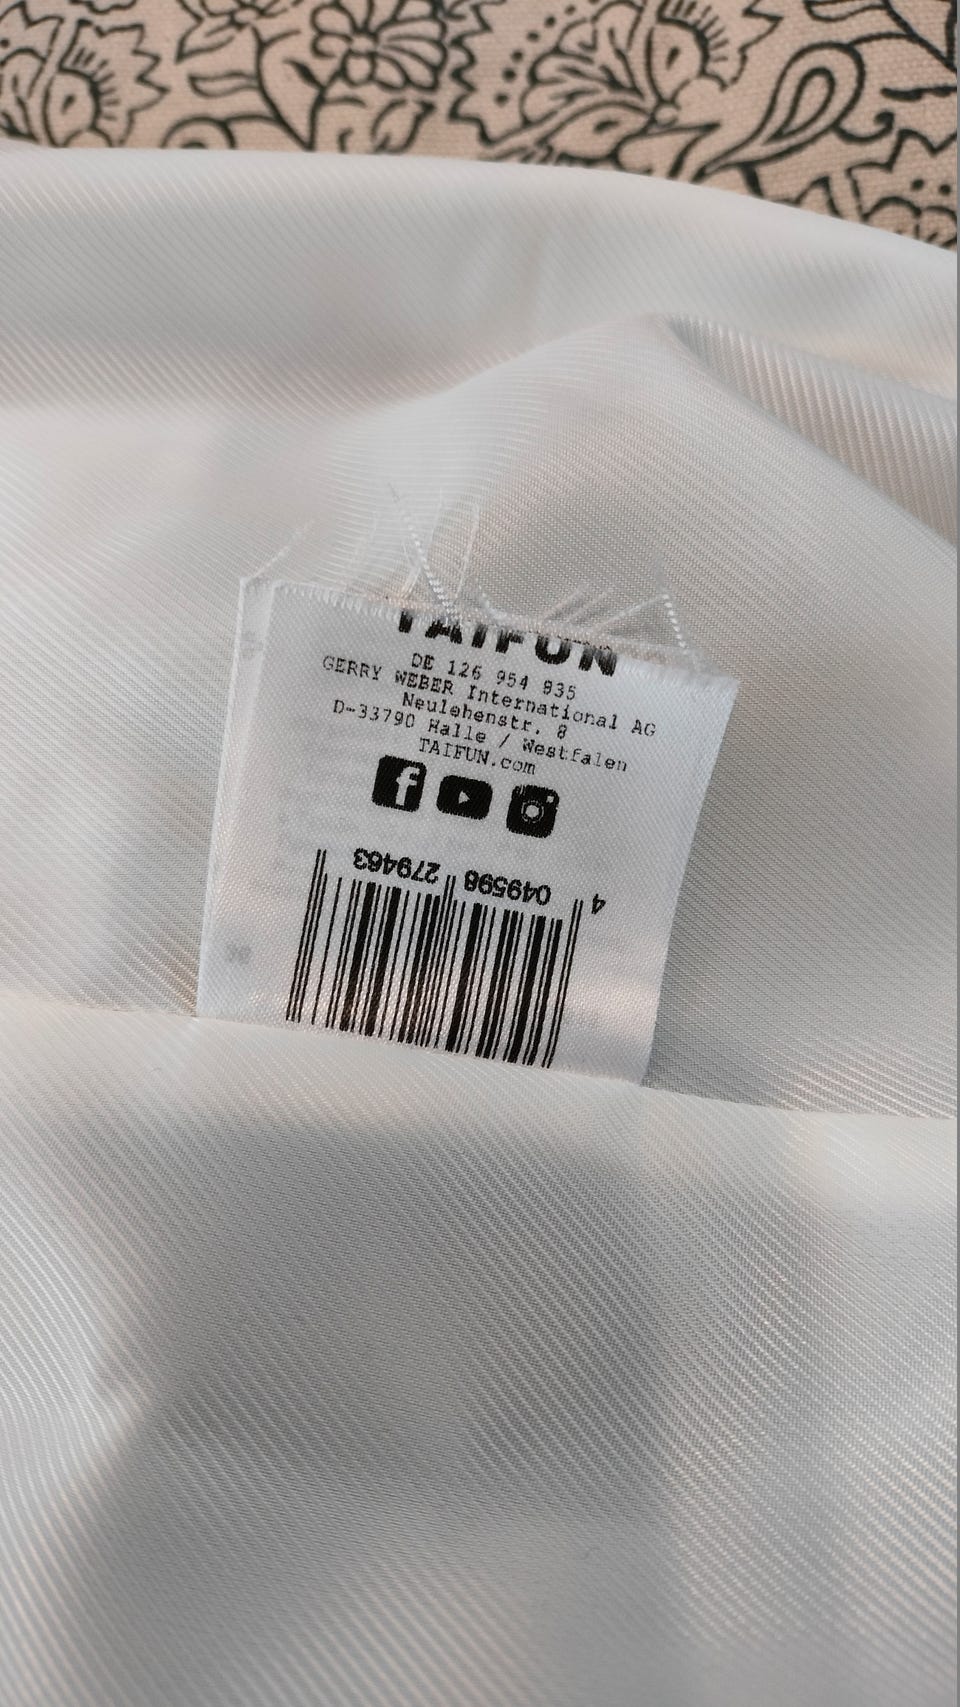 TAIFUN
DE 126 954 835
GERRY WEBER International AG
Neulehenstr. 8
D-33790 Halle / Westfalen
TAIFUN.com
4 049598 279463